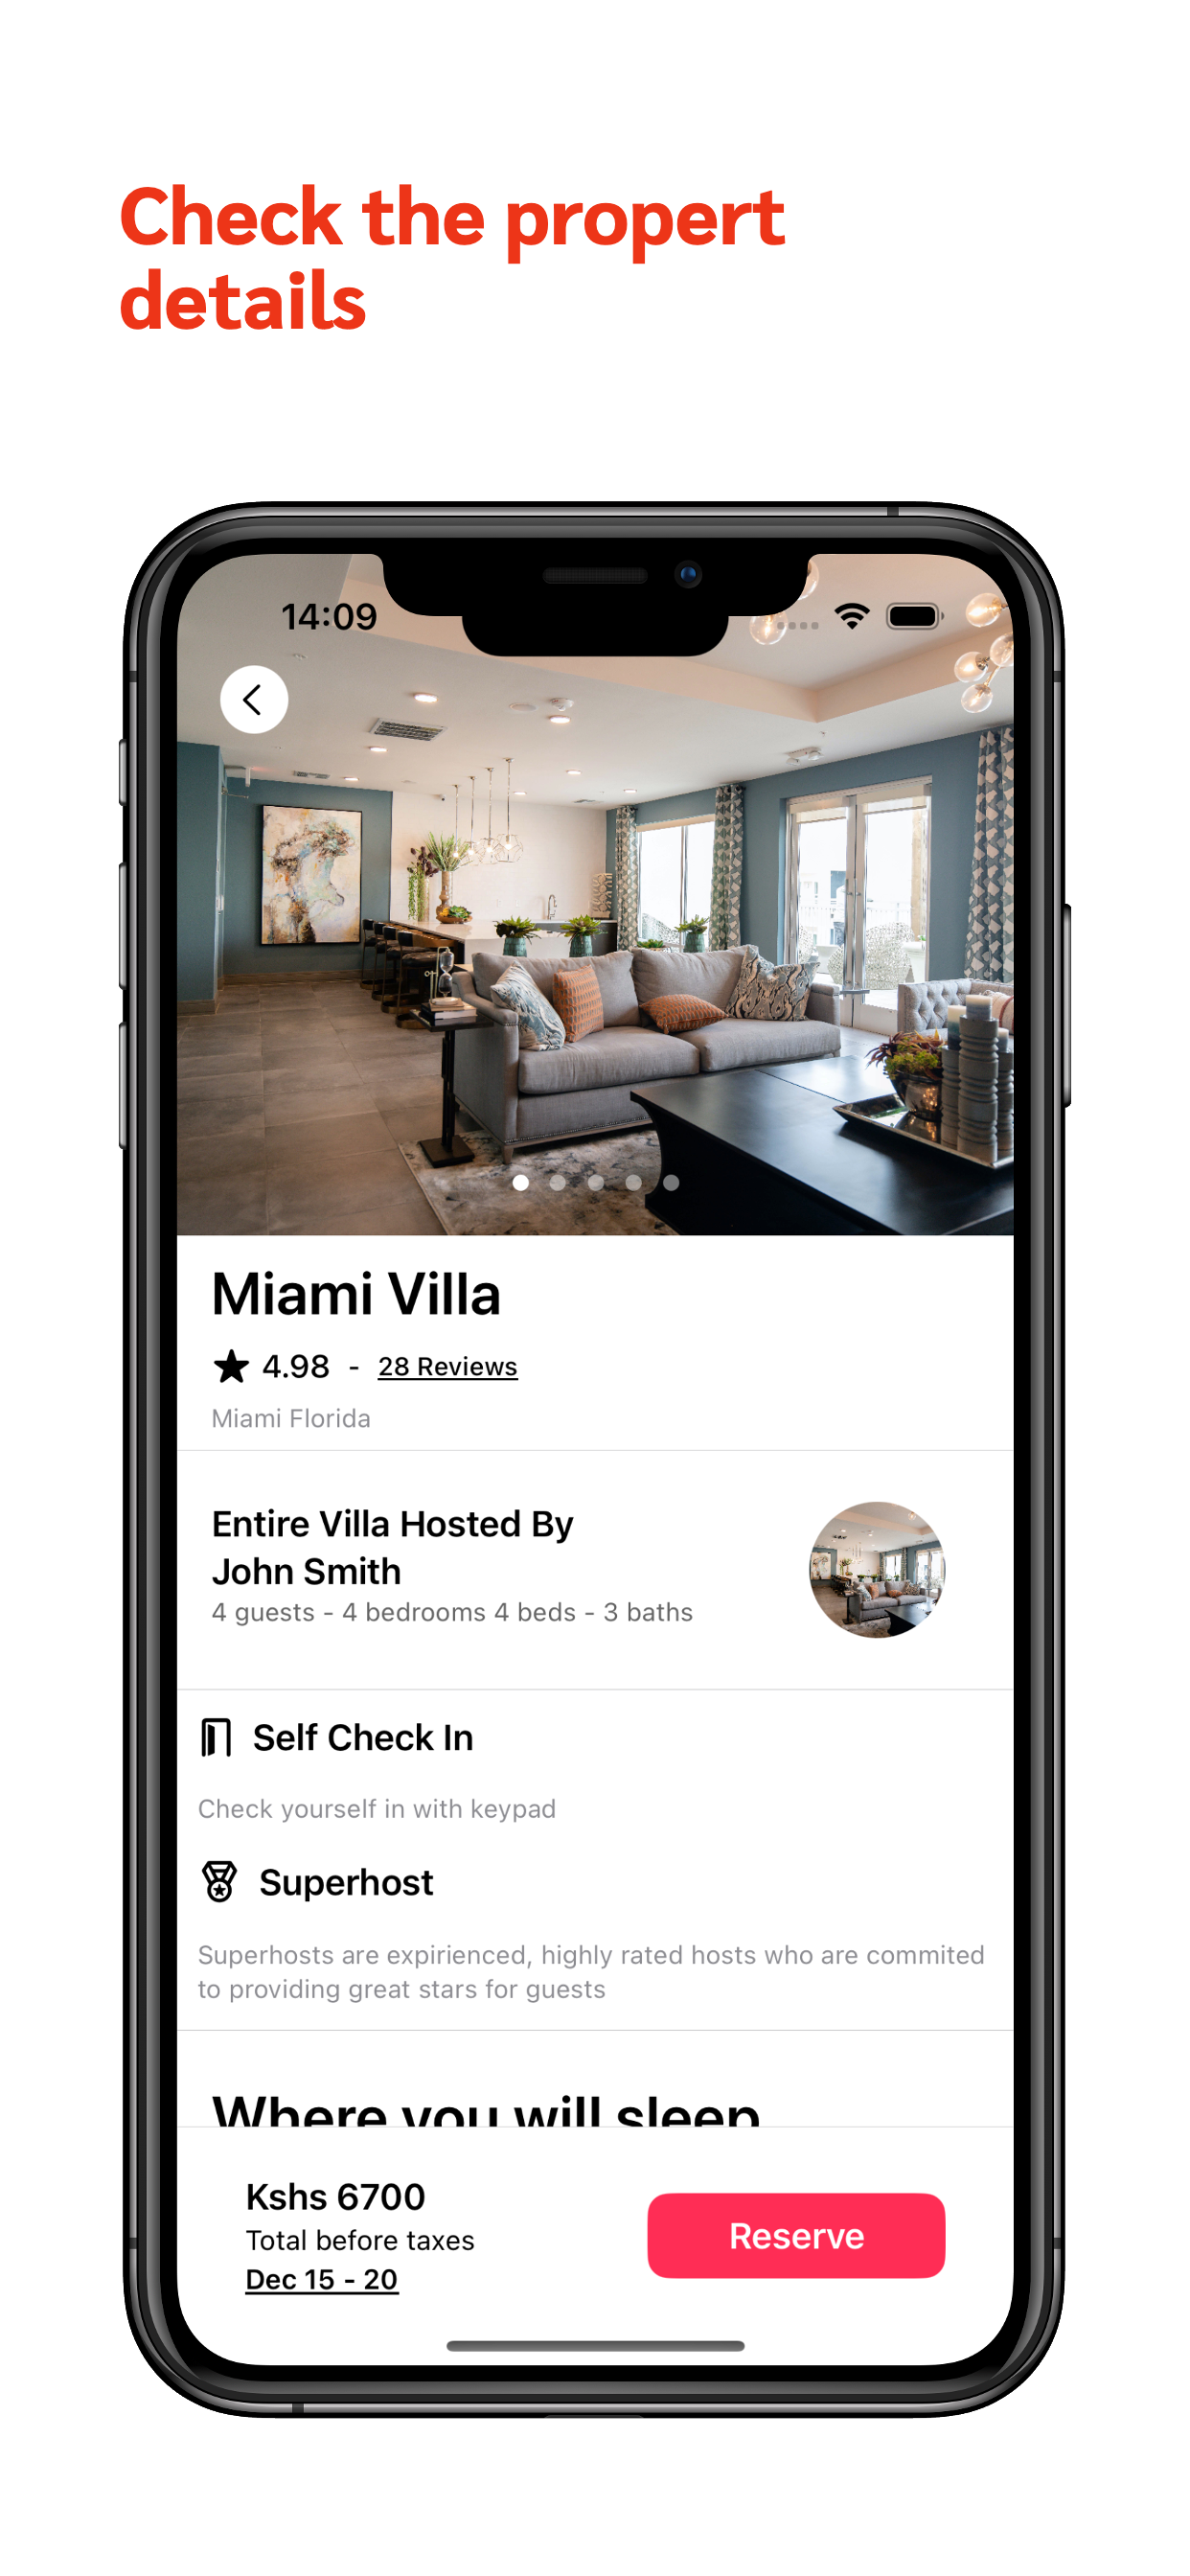 Check the propert
details
14:09
Miami Villa
4.98 - 28 Reviews
Miami Florida
Entire Villa Hosted By
John Smith
4 guests - 4 bedrooms 4 beds - 3 baths
Self Check In
Check yourself in with keypad
Superhost
Superhosts are expirienced, highly rated hosts who are commited
to providing great stars for guests
Where you will sleep
Kshs 6700
Total before taxes
Dec 15 - 20
Reserve